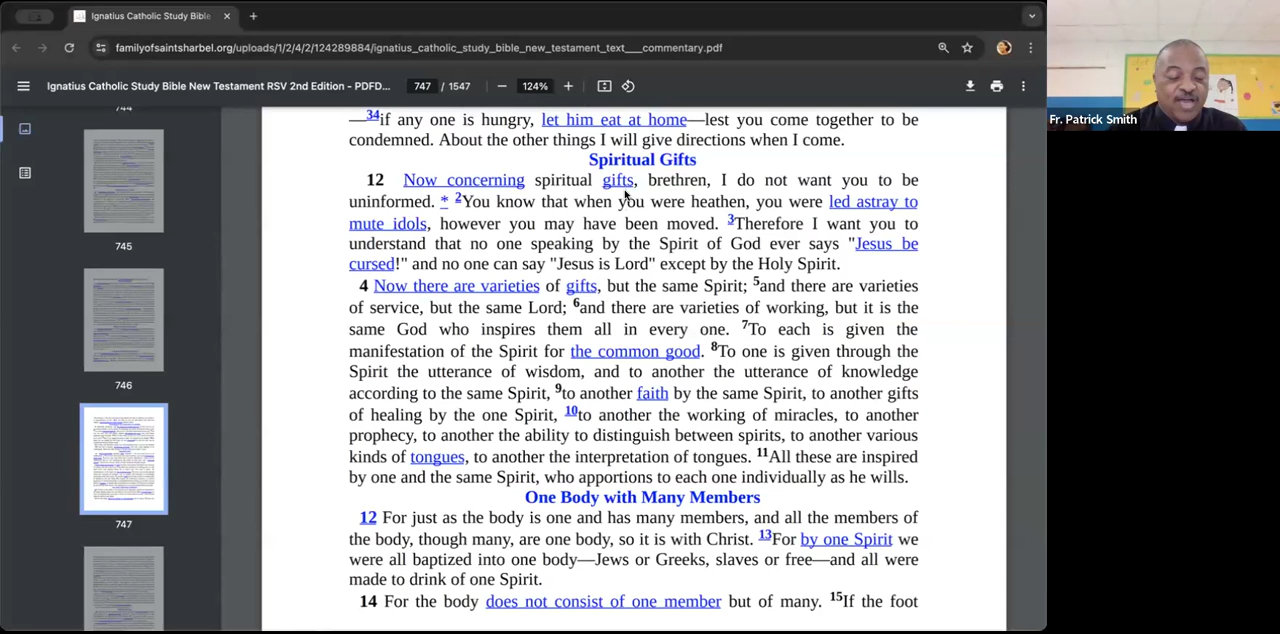 Ignatius Catholic Study Bible
familyofsaintsharbel.org/uploads/1/2/4/2/124289884/ignatius_catholic_study_bible_new_testament_text___commentary.pdf
Ignatius Catholic Study Bible New Testament RSV 2nd Edition - PDFD... 747 / 1547 124%
744
745
746
747
—34if any one is hungry, let him eat at home—lest you come together to be
condemned. About the other things I will give directions when I come.
Spiritual Gifts
12 Now concerning spiritual gifts, brethren, I do not want you to be
uninformed. * 2You know that when you were heathen, you were led astray to
mute idols, however you may have been moved. 3Therefore I want you to
understand that no one speaking by the Spirit of God ever says "Jesus be
cursed!" and no one can say "Jesus is Lord" except by the Holy Spirit.
4 Now there are varieties of gifts, but the same Spirit; 5and there are varieties
of service, but the same Lord; 6and there are varieties of working, but it is the
same God who inspires them all in every one. 7To each is given the
manifestation of the Spirit for the common good. 8To one is given through the
Spirit the utterance of wisdom, and to another the utterance of knowledge
according to the same Spirit, 9to another faith by the same Spirit, to another gifts
of healing by the one Spirit, 10to another the working of miracles, to another
prophecy, to another the ability to distinguish between spirits, to another various
kinds of tongues, to another the interpretation of tongues. 11All these are inspired
by one and the same Spirit, who apportions to each one individually as he wills.
One Body with Many Members
12 For just as the body is one and has many members, and all the members of
the body, though many, are one body, so it is with Christ. 13For by one Spirit we
were all baptized into one body—Jews or Greeks, slaves or free—and all were
made to drink of one Spirit.
14 For the body does not consist of one member but of many. 15If the foot
Fr. Patrick Smith